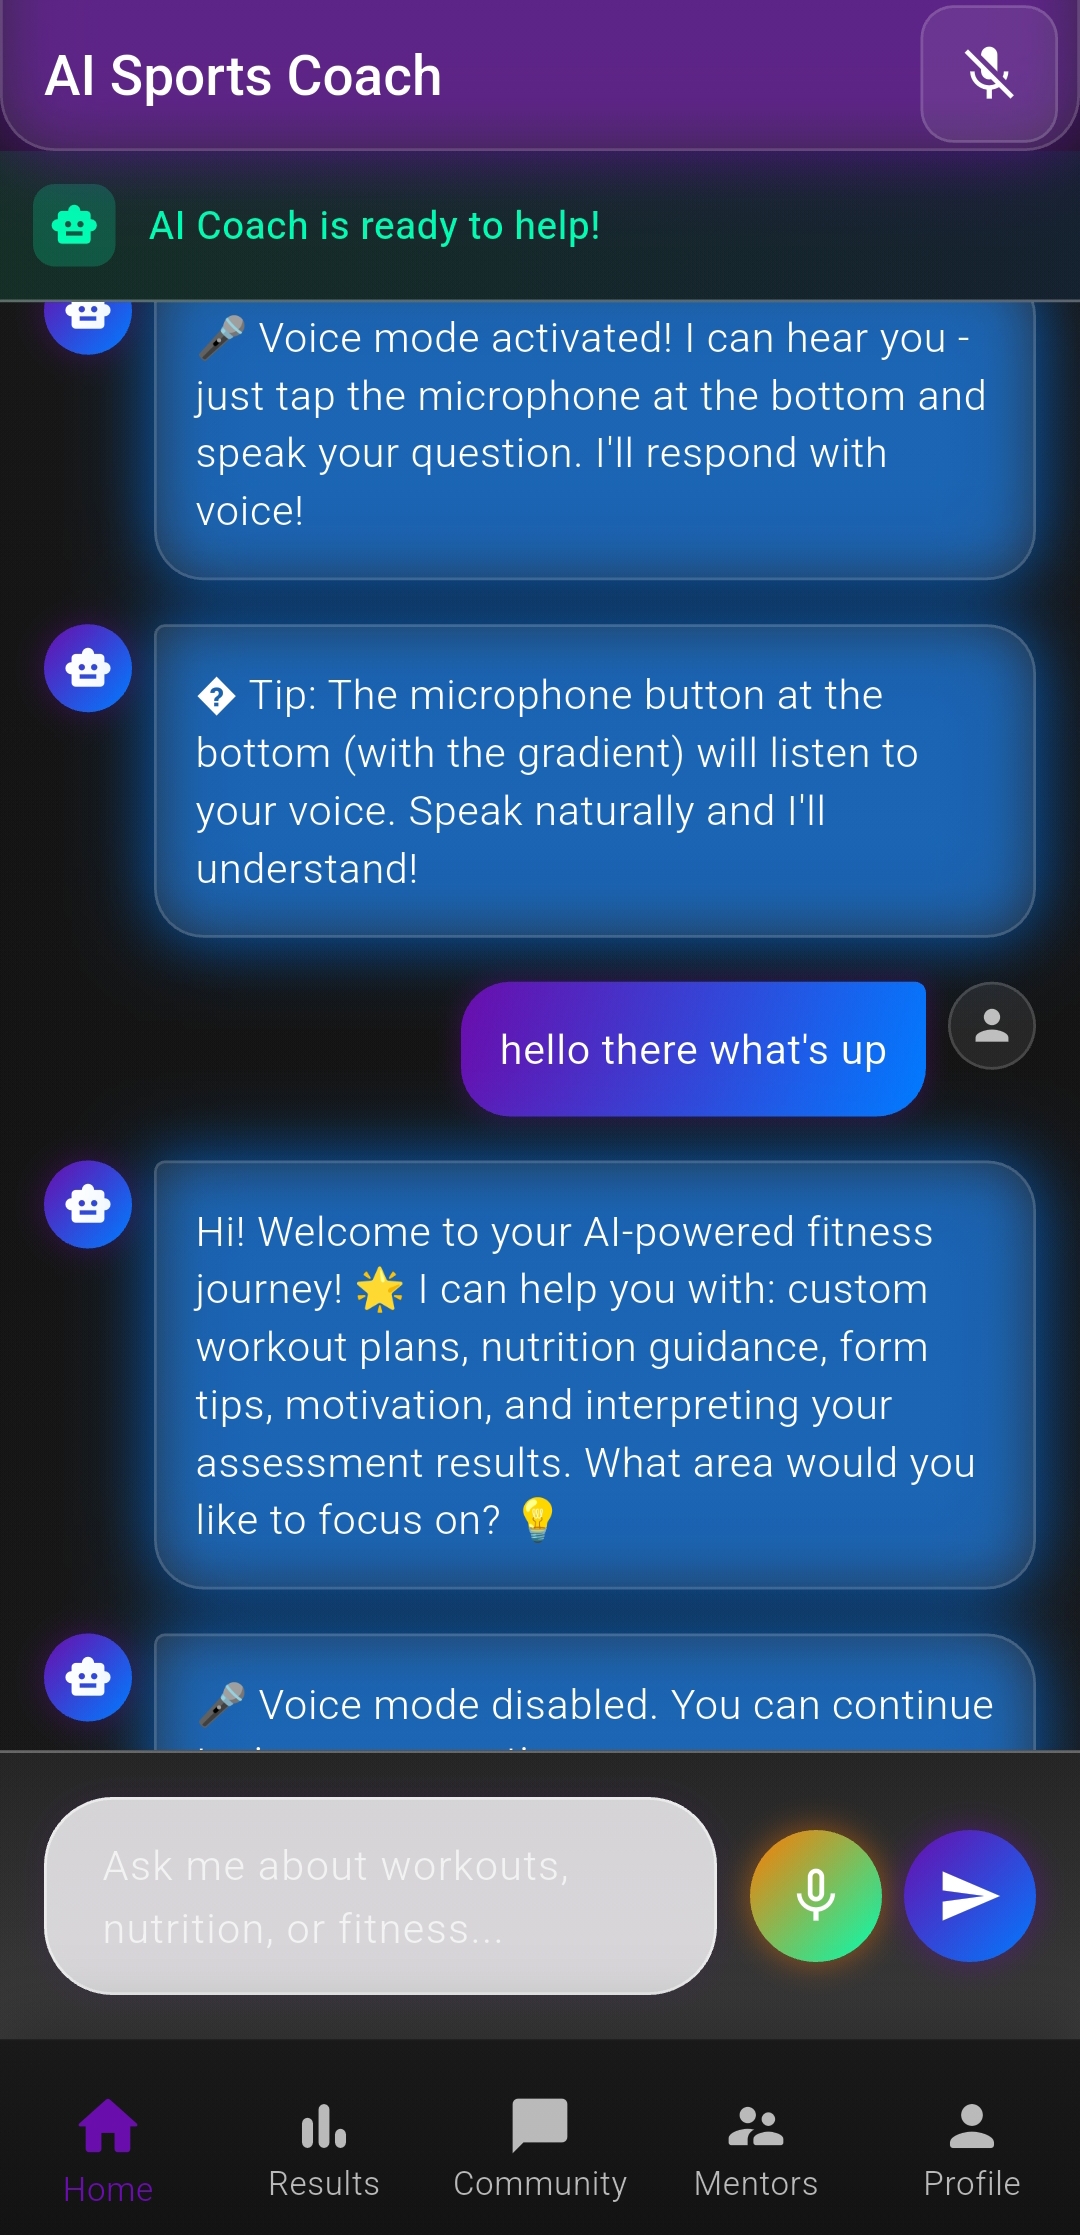 AI Sports Coach
AI Coach is ready to help!
🎤 Voice mode activated! I can hear you -
just tap the microphone at the bottom and
speak your question. I'll respond with
voice!
� Tip: The microphone button at the
bottom (with the gradient) will listen to
your voice. Speak naturally and I'll
understand!
hello there what's up
Hi! Welcome to your AI-powered fitness
journey! 🌟 I can help you with: custom
workout plans, nutrition guidance, form
tips, motivation, and interpreting your
assessment results. What area would you
like to focus on? 💡
🎤 Voice mode disabled. You can continue
Ask me about workouts,
nutrition, or fitness...
Home
Results
Community
Mentors
Profile